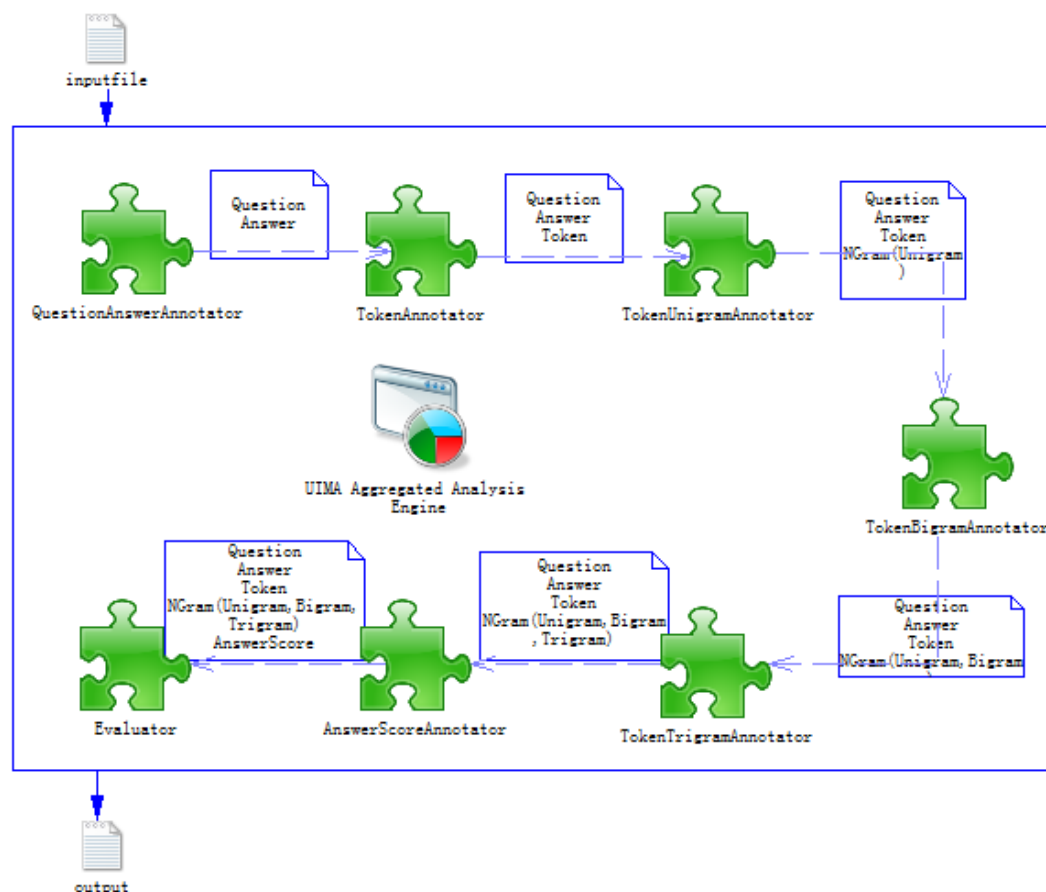 inputfile
Question
Answer
QuestionAnswerAnnotator
Question
Answer
Token
TokenAnnotator
Question
Answer
Token
NGram(Unigram
)
TokenUnigramAnnotator
UIMA Aggregated Analysis
Engine
TokenBigramAnnotator
Question
Answer
Token
NGram(Unigram,Bigram
)
TokenTrigramAnnotator
Question
Answer
Token
NGram(Unigram,Bigram
,Trigram)
AnswerScoreAnnotator
Question
Answer
Token
NGram(Unigram,Bigram,
Trigram)
AnswerScore
Evaluator
output